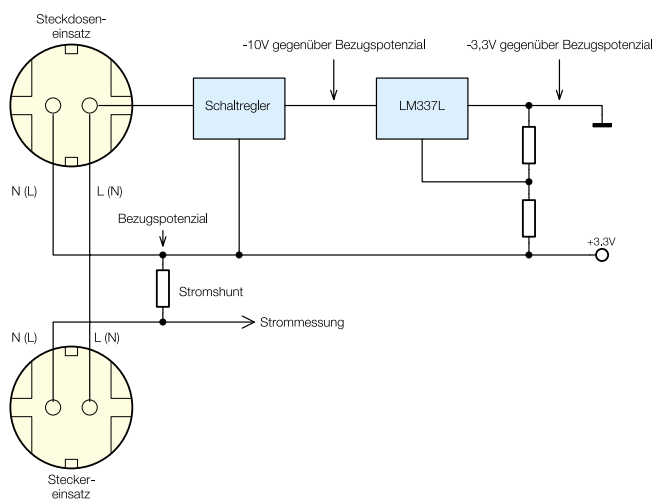 Steckdosen-
einsatz
-10V gegenüber Bezugspotenzial
-3,3V gegenüber Bezugspotenzial
Schaltregler
LM337L
N (L)
L (N)
Bezugspotenzial
+3,3V
Stromshunt
Strommessung
N (L)
L (N)
Stecker-
einsatz